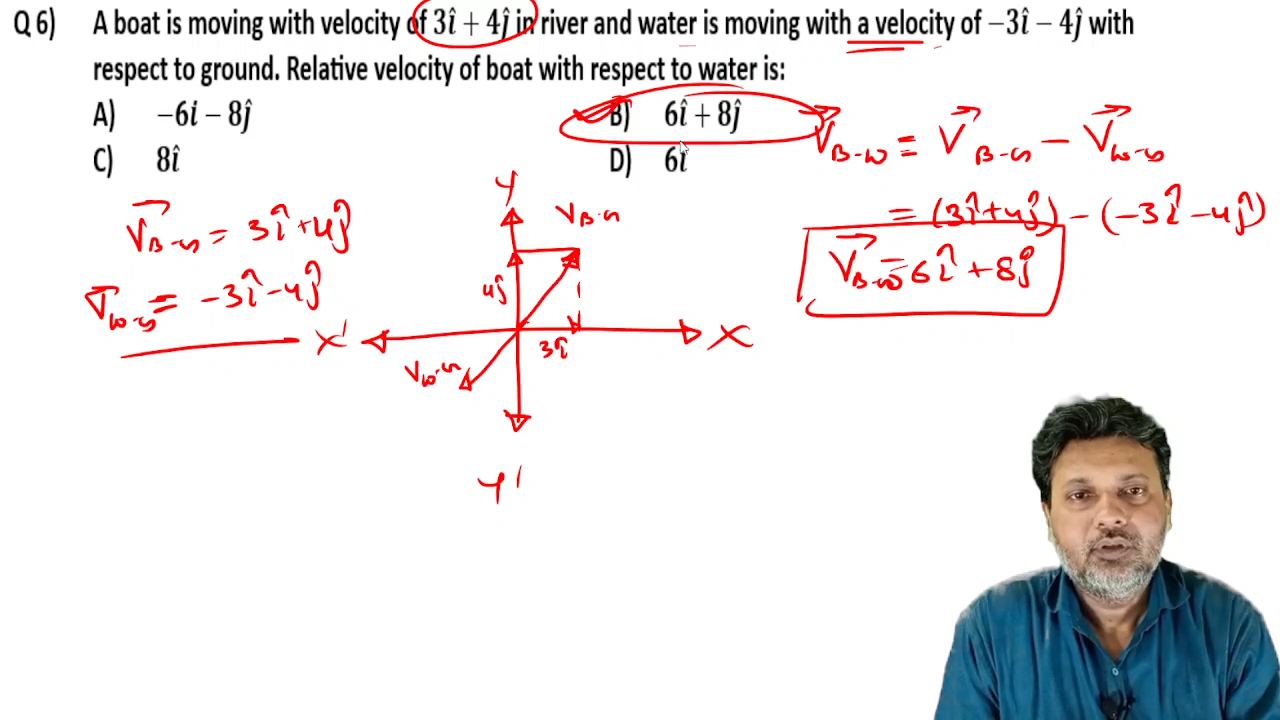 Q 6) A boat is moving with velocity of 3î + 4ĵ in river and water is moving with a velocity of −3î − 4ĵ with
respect to ground. Relative velocity of boat with respect to water is:
A) −6i − 8ĵ B) 6î + 8ĵ
C) 8î D) 6î
V⃗B-W = V⃗B-G − V⃗W-G
= (3î+4ĵ) − (−3î−4ĵ)
V⃗B-W = 6î + 8ĵ
V⃗B-G = 3î+4ĵ
V⃗W-G = −3î−4ĵ
Y
VB-G
4ĵ
X' X
3î
VW-G
Y'